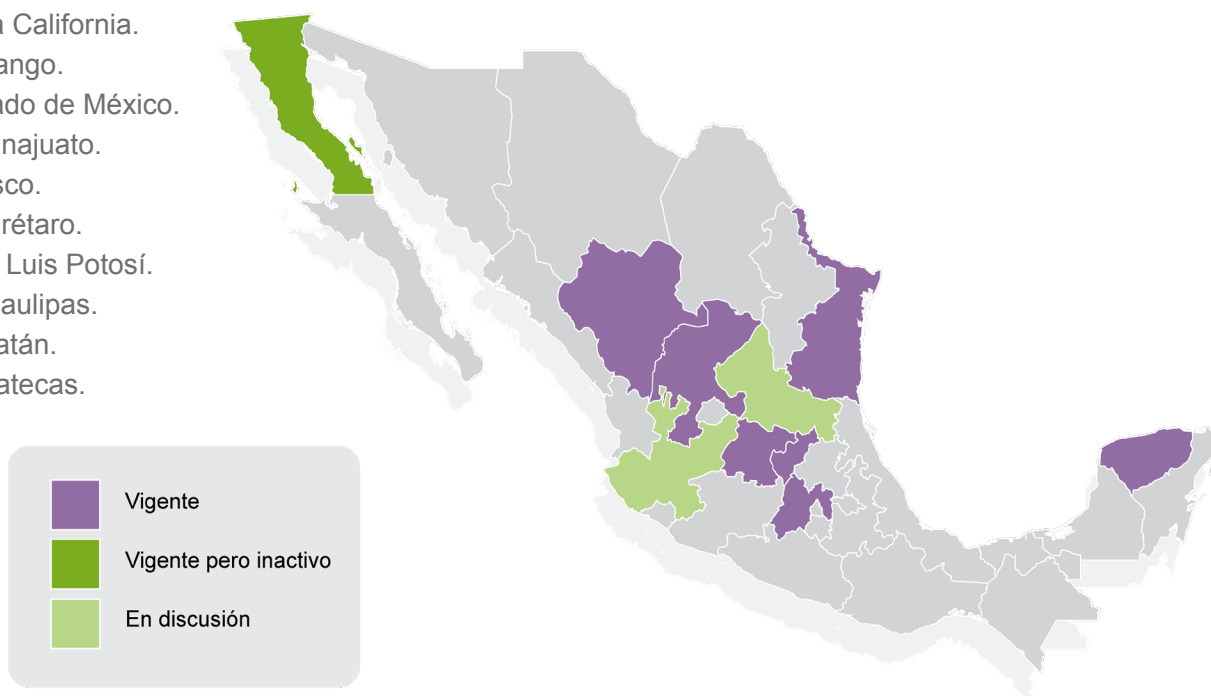 a California.
ango.
ado de México.
najuato.
sco.
rétaro.
Luis Potosí.
aulipas.
atán.
atecas.
Vigente
Vigente pero inactivo
En discusión